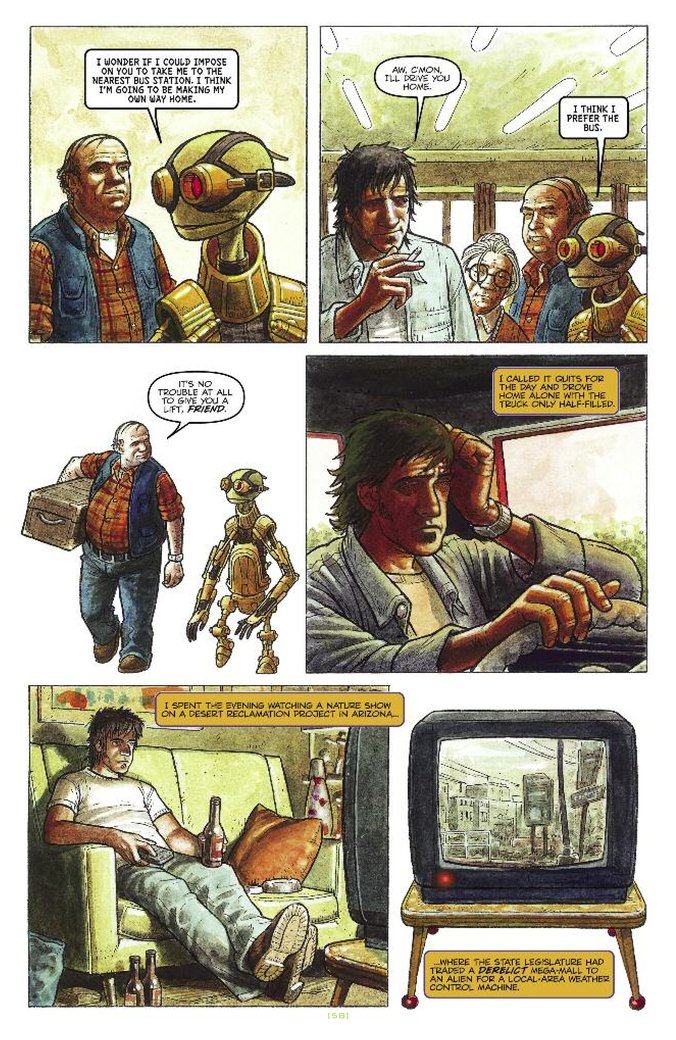 I WONDER IF I COULD IMPOSE
ON YOU TO TAKE ME TO THE
NEAREST BUS STATION. I THINK
I'M GOING TO BE MAKING MY
OWN WAY HOME.
AW, C'MON,
I'LL DRIVE YOU
HOME.
I THINK I
PREFER THE
BUS.
IT'S NO
TROUBLE AT ALL
TO GIVE YOU A
LIFT, FRIEND.
I CALLED IT QUITS FOR
THE DAY AND DROVE
HOME ALONE WITH THE
TRUCK ONLY HALF-FILLED.
I SPENT THE EVENING WATCHING A NATURE SHOW
ON A DESERT RECLAMATION PROJECT IN ARIZONA...
...WHERE THE STATE LEGISLATURE HAD
TRADED A DERELICT MEGA-MALL TO
AN ALIEN FOR A LOCAL-AREA WEATHER
CONTROL MACHINE.
[58]